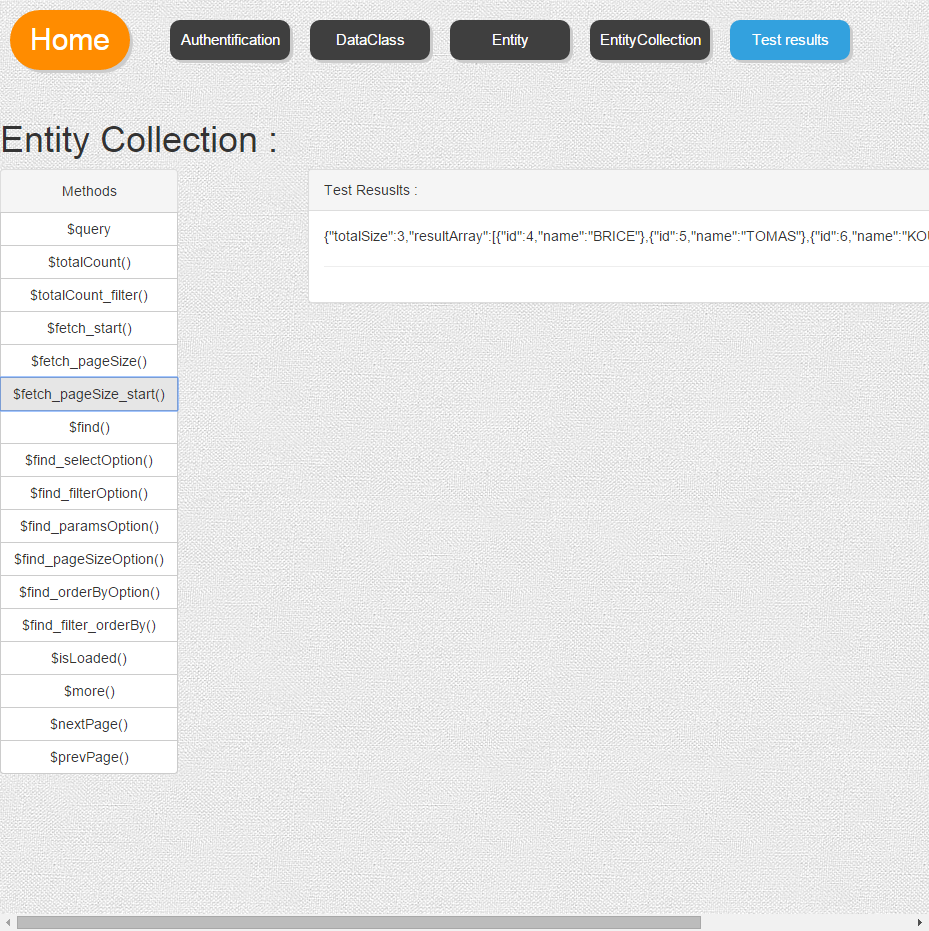 Home
Authentification
DataClass
Entity
EntityCollection
Test results
Entity Collection :
Methods
$query
$totalCount()
$totalCount_filter()
$fetch_start()
$fetch_pageSize()
$fetch_pageSize_start()
$find()
$find_selectOption()
$find_filterOption()
$find_paramsOption()
$find_pageSizeOption()
$find_orderByOption()
$find_filter_orderBy()
$isLoaded()
$more()
$nextPage()
$prevPage()
Test Resuslts :
{"totalSize":3,"resultArray":[{"id":4,"name":"BRICE"},{"id":5,"name":"TOMAS"},{"id":6,"name":"KO